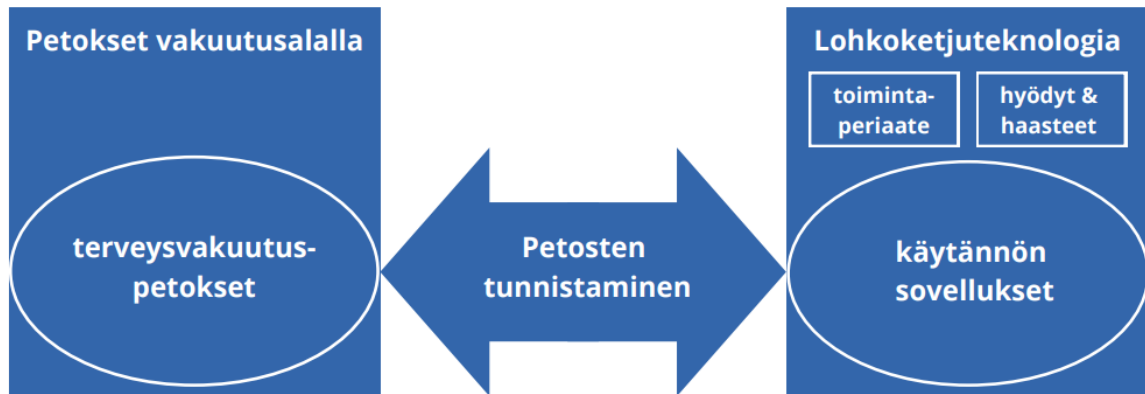 Petokset vakuutusalalla
terveysvakuutus-
petokset
Petosten
tunnistaminen
Lohkoketjuteknologia
toiminta-
periaate
hyödyt &
haasteet
käytännön
sovellukset